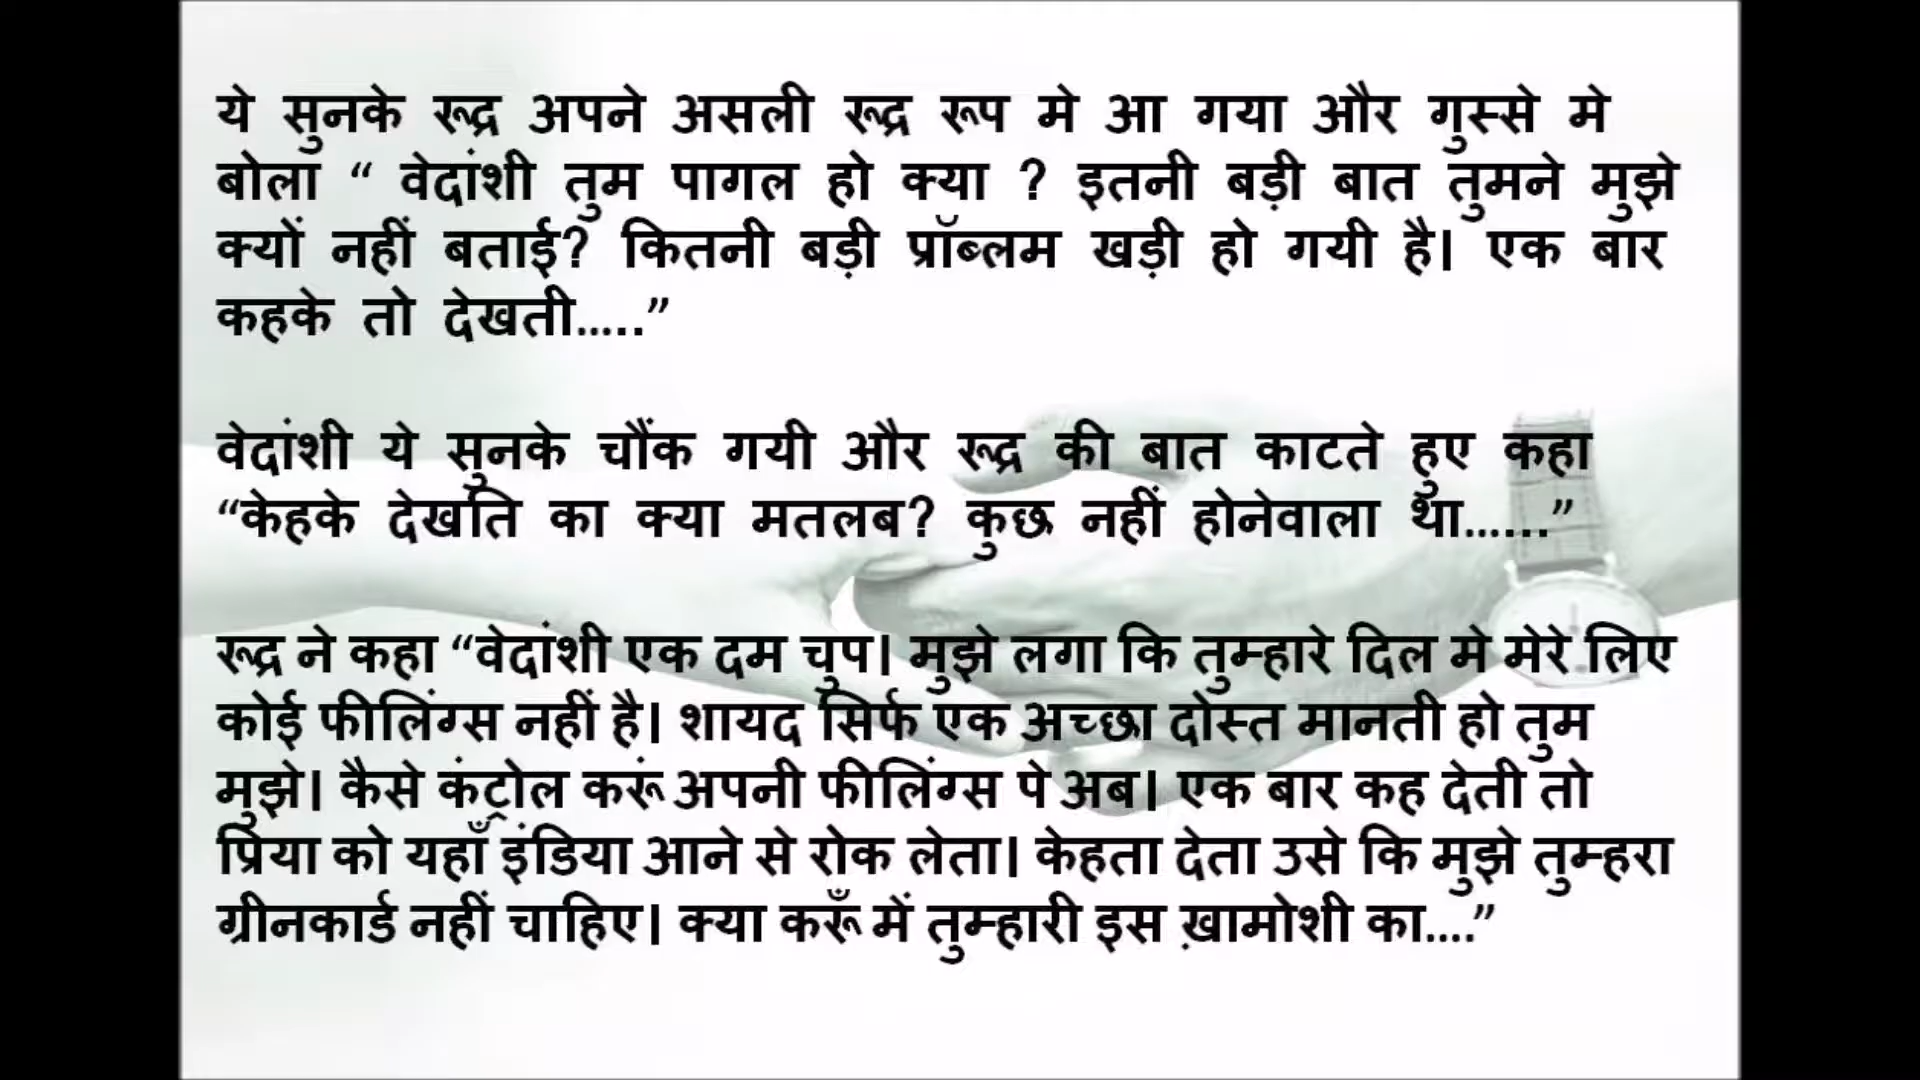 ये सुनके रूद्र अपने असली रूद्र रूप मे आ गया और गुस्से मे
बोला “ वेदांशी तुम पागल हो क्या ? इतनी बड़ी बात तुमने मुझे
क्यों नहीं बताई? कितनी बड़ी प्रॉब्लम खड़ी हो गयी है। एक बार
कहके तो देखती.....”
वेदांशी ये सुनके चौंक गयी और रूद्र की बात काटते हुए कहा
“केहके देखति का क्या मतलब? कुछ नहीं होनेवाला था......”
रूद्र ने कहा “वेदांशी एक दम चुप। मुझे लगा कि तुम्हारे दिल मे मेरे लिए
कोई फीलिंग्स नहीं है। शायद सिर्फ एक अच्छा दोस्त मानती हो तुम
मुझे। कैसे कंट्रोल करूं अपनी फीलिंग्स पे अब। एक बार कह देती तो
प्रिया को यहाँ इंडिया आने से रोक लेता। केहता देता उसे कि मुझे तुम्हरा
ग्रीनकार्ड नहीं चाहिए। क्या करूँ में तुम्हारी इस ख़ामोशी का....”